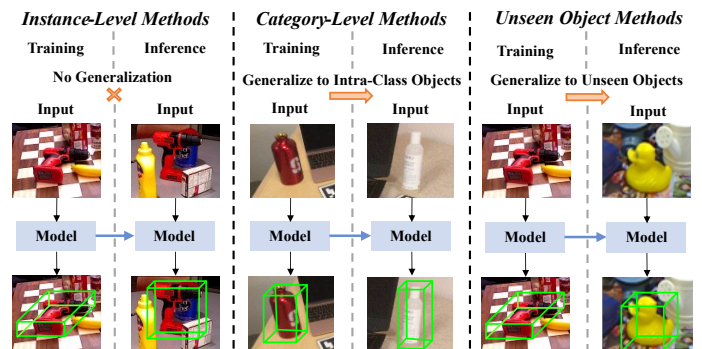 Instance-Level Methods
Training
Inference
No Generalization
Input
Input
Model
Model
Category-Level Methods
Training
Inference
Generalize to Intra-Class Objects
Input
Input
Model
Model
Unseen Object Methods
Training
Inference
Generalize to Unseen Objects
Input
Input
Model
Model